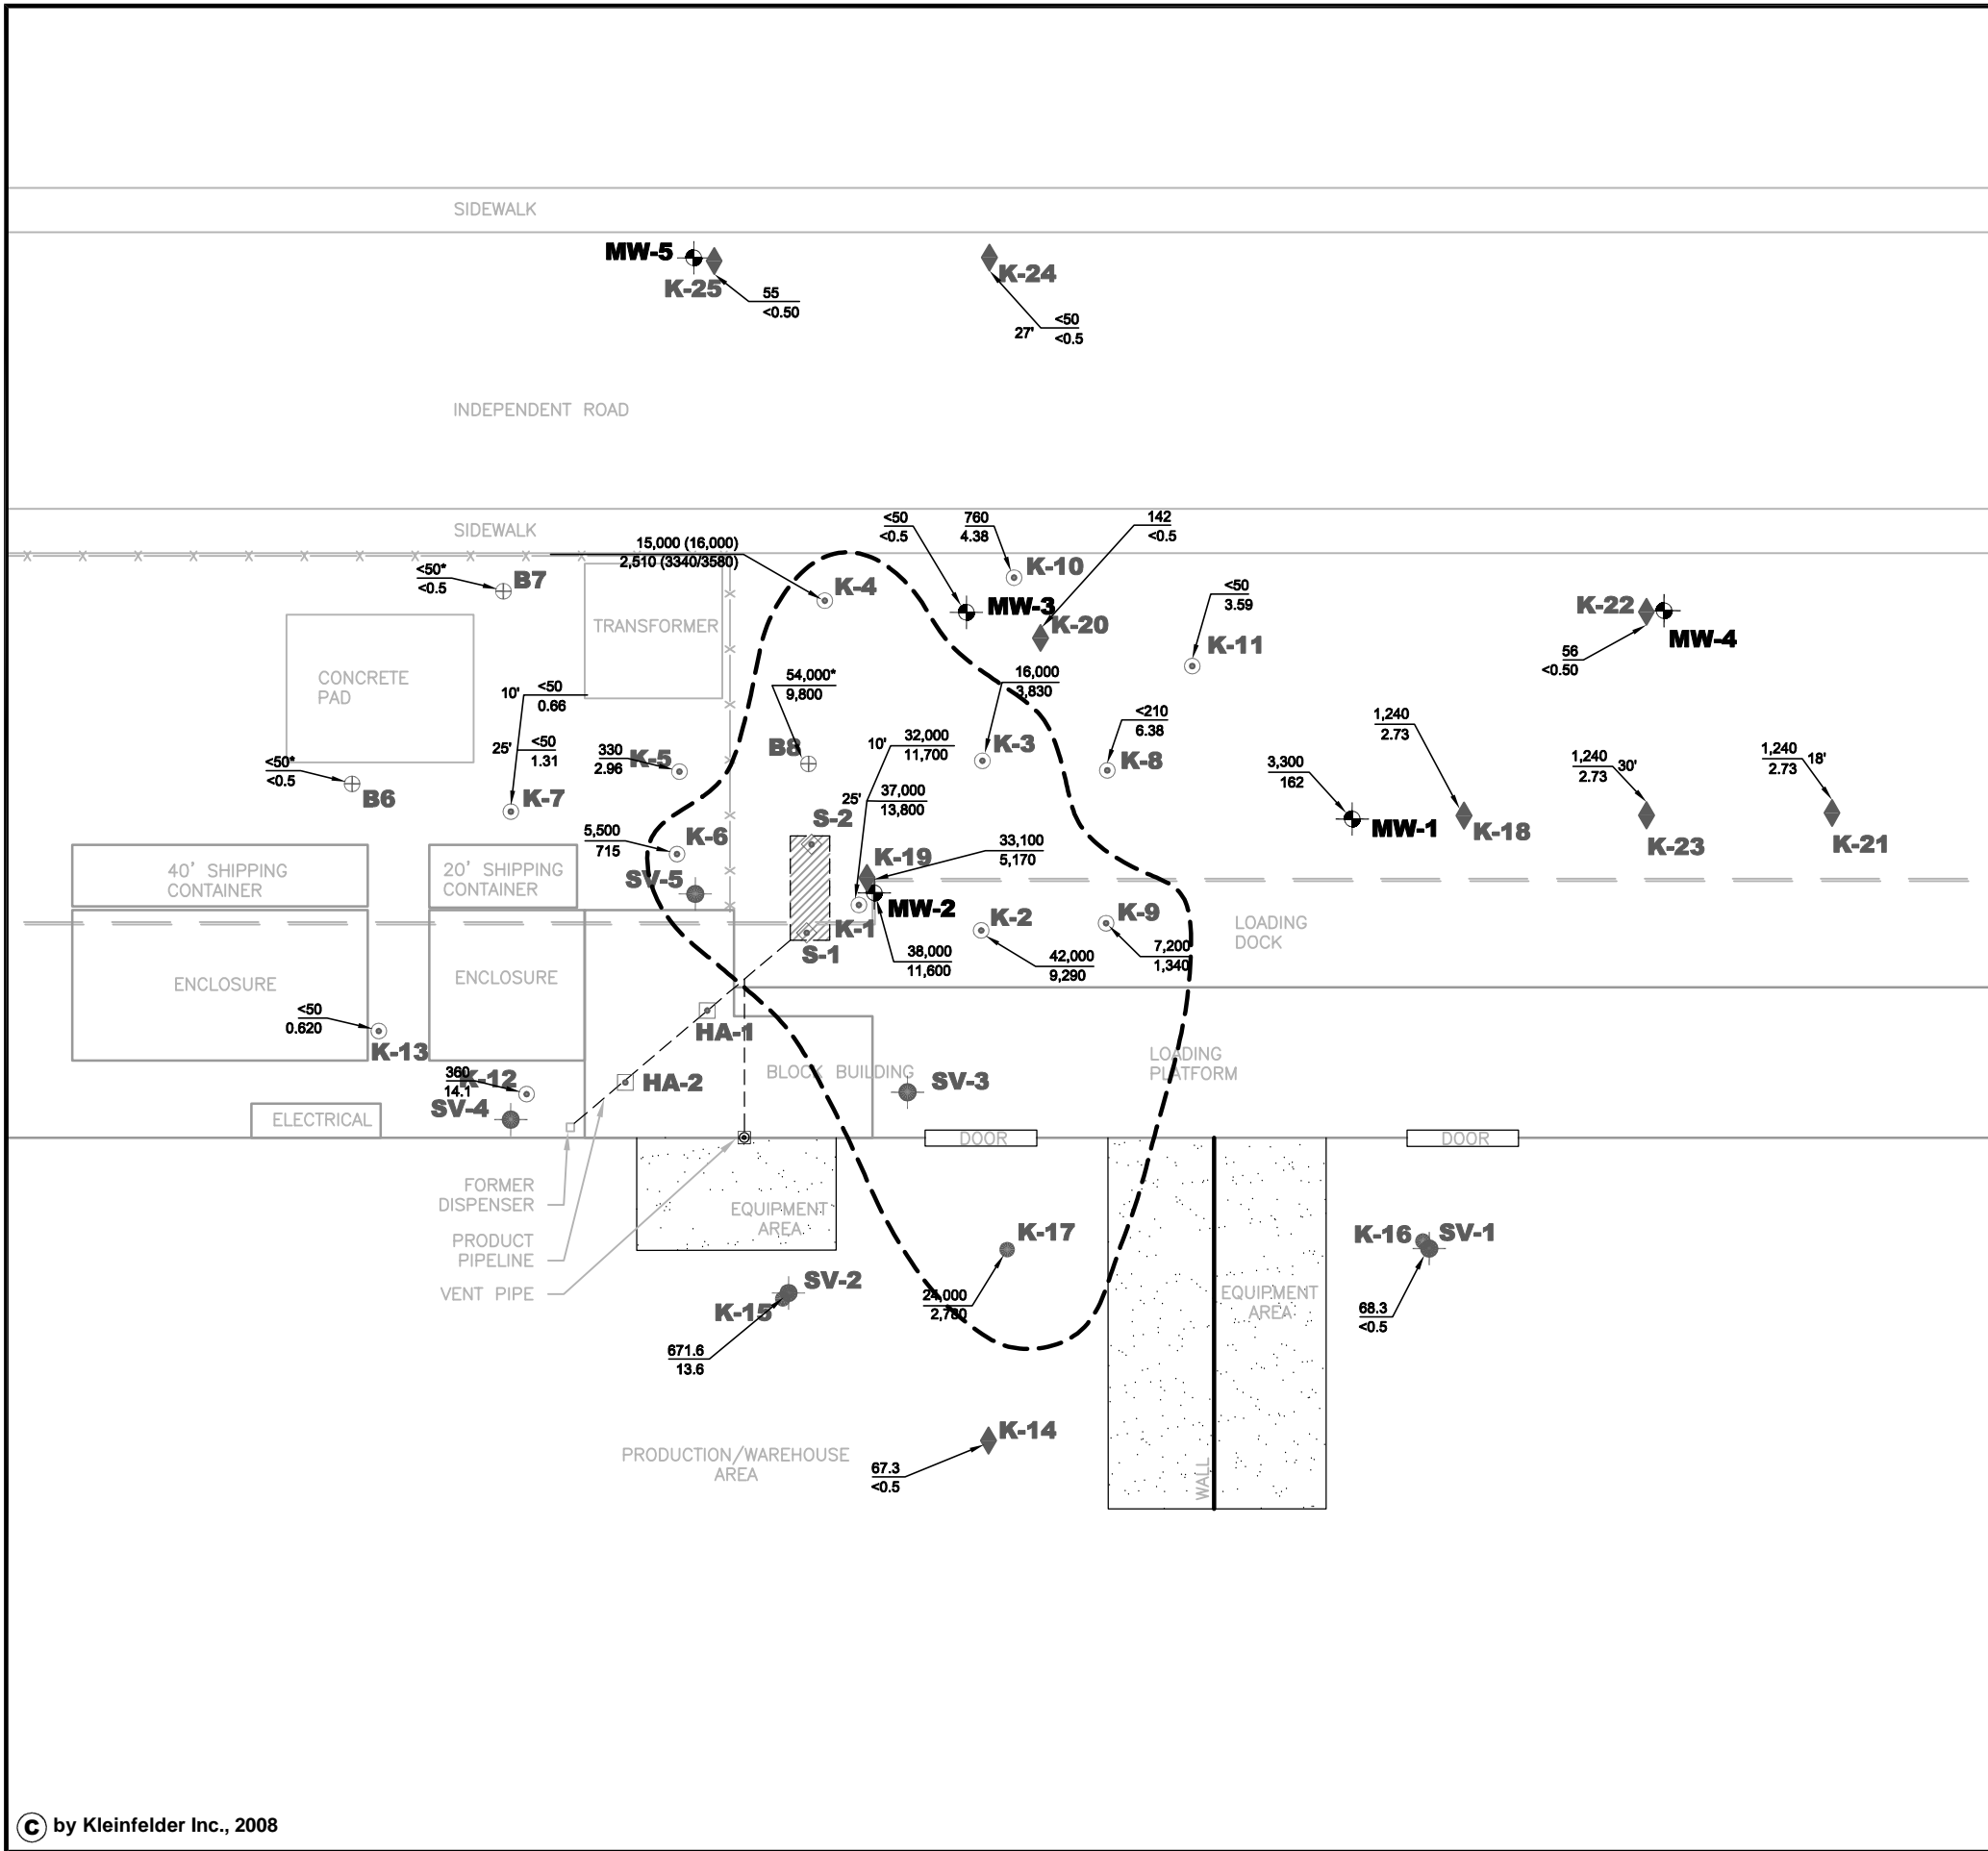 SIDEWALK
MW-5
K-25
55
<0.50
K-24
<50
27'
<0.5
INDEPENDENT ROAD
SIDEWALK
15,000 (16,000)
2,510 (3340/3580)
<50
<0.5
760
4.38
142
<0.5
<50*
<0.5
B7
K-4
K-10
MW-3
K-20
<50
3.59
K-11
K-22
MW-4
56
<0.50
TRANSFORMER
CONCRETE
PAD
10'
<50
0.66
25'
<50
1.31
54,000*
9,800
16,000
3,830
<210
6.38
1,240
2.73
330
2.96
K-5
B8
10'
32,000
11,700
K-3
K-8
<50*
<0.5
B6
K-7
25'
37,000
13,800
3,300
162
MW-1
K-18
1,240
30'
2.73
K-23
1,240
18'
2.73
K-21
5,500
715
K-6
S-2
33,100
5,170
K-19
40' SHIPPING
CONTAINER
20' SHIPPING
CONTAINER
SV-5
MW-2
K-1
S-1
K-2
K-9
LOADING
DOCK
38,000
11,600
42,000
9,290
7,200
1,340
ENCLOSURE
ENCLOSURE
<50
0.620
K-13
HA-1
360
14.1
K-12
SV-4
HA-2
BLOCK BUILDING
SV-3
LOADING
PLATFORM
ELECTRICAL
DOOR
DOOR
FORMER
DISPENSER
PRODUCT
PIPELINE
VENT PIPE
EQUIPMENT
AREA
K-17
24,000
2,780
K-16
SV-1
68.3
<0.5
SV-2
K-15
671.6
13.6
EQUIPMENT
AREA
K-14
67.3
<0.5
PRODUCTION/WAREHOUSE
AREA
WALL
© by Kleinfelder Inc., 2008